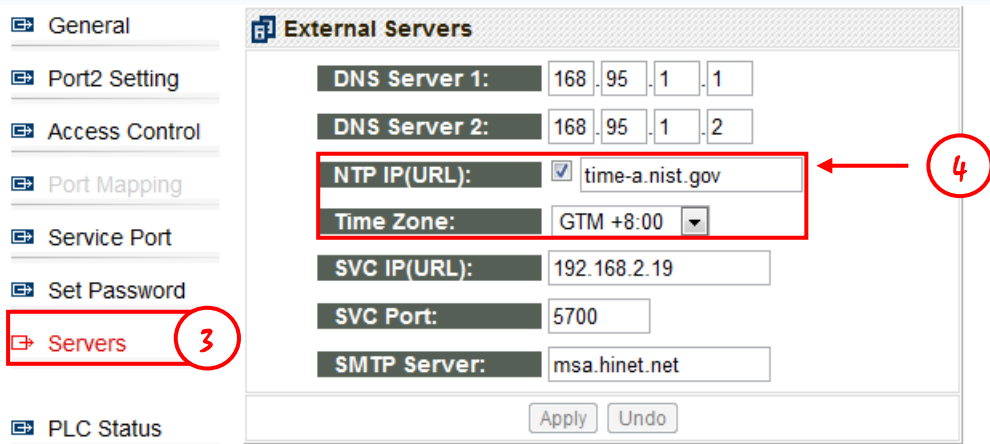 General
Port2 Setting
Access Control
Port Mapping
Service Port
Set Password
Servers
3
PLC Status
External Servers
DNS Server 1: 168.95.1.1
DNS Server 2: 168.95.1.2
NTP IP(URL): time-a.nist.gov
4
Time Zone: GTM +8:00
SVC IP(URL): 192.168.2.19
SVC Port: 5700
SMTP Server: msa.hinet.net
Apply Undo